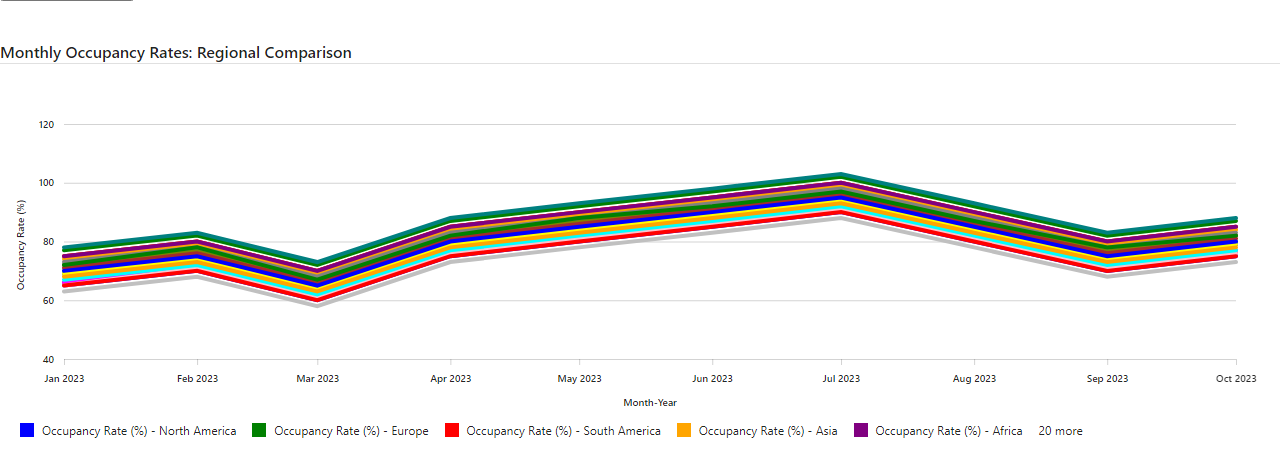 Monthly Occupancy Rates: Regional Comparison
120
100
80
60
40
Occupancy Rate (%)
Jan 2023 Feb 2023 Mar 2023 Apr 2023 May 2023 Jun 2023 Jul 2023 Aug 2023 Sep 2023 Oct 2023
Month-Year
Occupancy Rate (%) - North America Occupancy Rate (%) - Europe Occupancy Rate (%) - South America Occupancy Rate (%) - Asia Occupancy Rate (%) - Africa 20 more